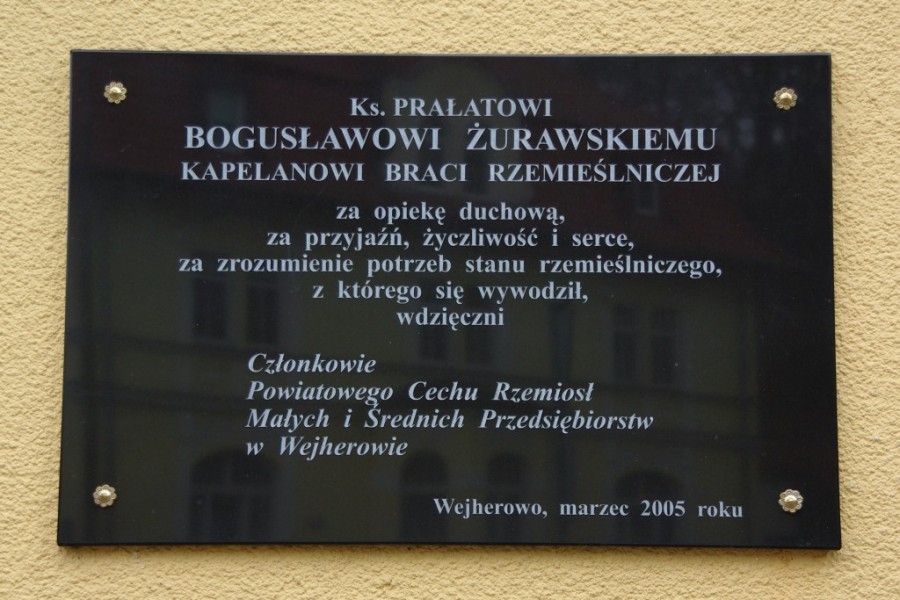 Ks. PRAŁATOWI
BOGUSŁAWOWI ŻURAWSKIEMU
KAPELANOWI BRACI RZEMIEŚLNICZEJ
za opiekę duchową,
za przyjaźń, życzliwość i serce,
za zrozumienie potrzeb stanu rzemieślniczego,
z którego się wywodził,
wdzięczni
Członkowie
Powiatowego Cechu Rzemiosł
Małych i Średnich Przedsiębiorstw
w Wejherowie
Wejherowo, marzec 2005 roku